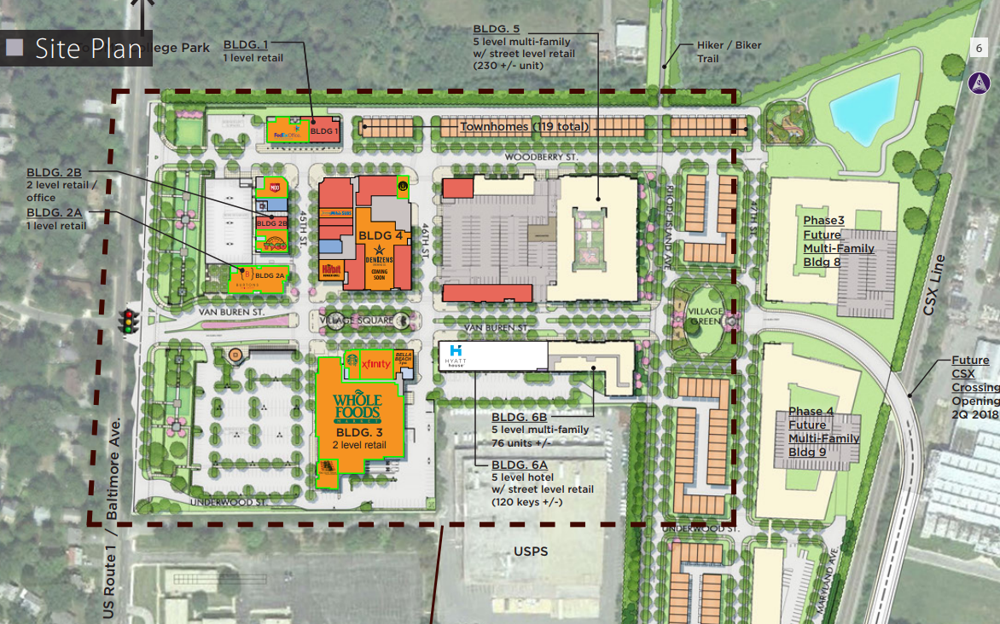 Site Plan
College Park
6
BLDG. 1
1 level retail
BLDG. 5
5 level multi-family
w/ street level retail
(230 +/- unit)
Hiker / Biker
Trail
FedEx Office
BLDG 1
Townhomes (119 total)
WOODBERRY ST.
BLDG. 2B
2 level retail /
office
BLDG. 2A
1 level retail
MOD
BLDG 2B
BLDG 2A
45TH ST.
BLDG 4
DENIZENS
COMING
SOON
Habit
46TH ST.
RHODE ISLAND AVE
47TH ST.
Phase3
Future
Multi-Family
Bldg 8
CSX Line
VAN BUREN ST.
VILLAGE SQUARE
VAN BUREN ST.
VILLAGE
GREEN
HYATT
house
xfinity
BELLA
BEACH
WHOLE
FOODS
MARKET
BLDG. 3
2 level retail
BLDG. 6B
5 level multi-family
76 units +/-
BLDG. 6A
5 level hotel
w/ street level retail
(120 keys +/-)
Phase 4
Future
Multi-Family
Bldg 9
Future
CSX
Crossing
Opening
2Q 2018
UNDERWOOD ST.
UNDERWOOD ST.
USPS
US Route 1 / Baltimore Ave.
MARYLAND AVE.